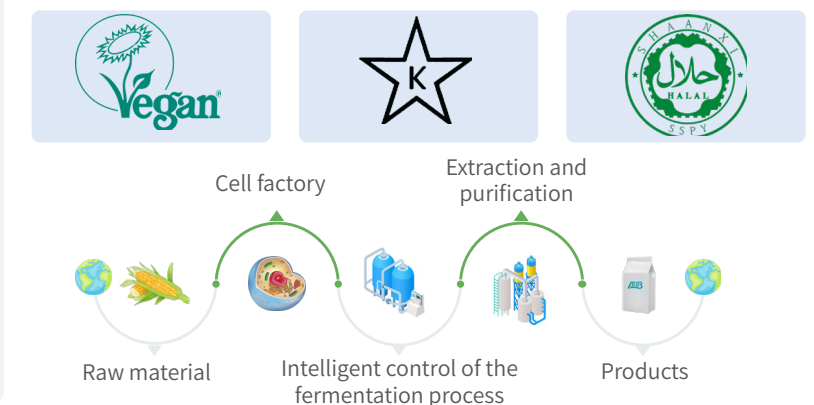 Vegan®
K
SHAANXI
حلال
HALAL
SSPY
Extraction and
purification
Cell factory
Raw material
Intelligent control of the
fermentation process
Products